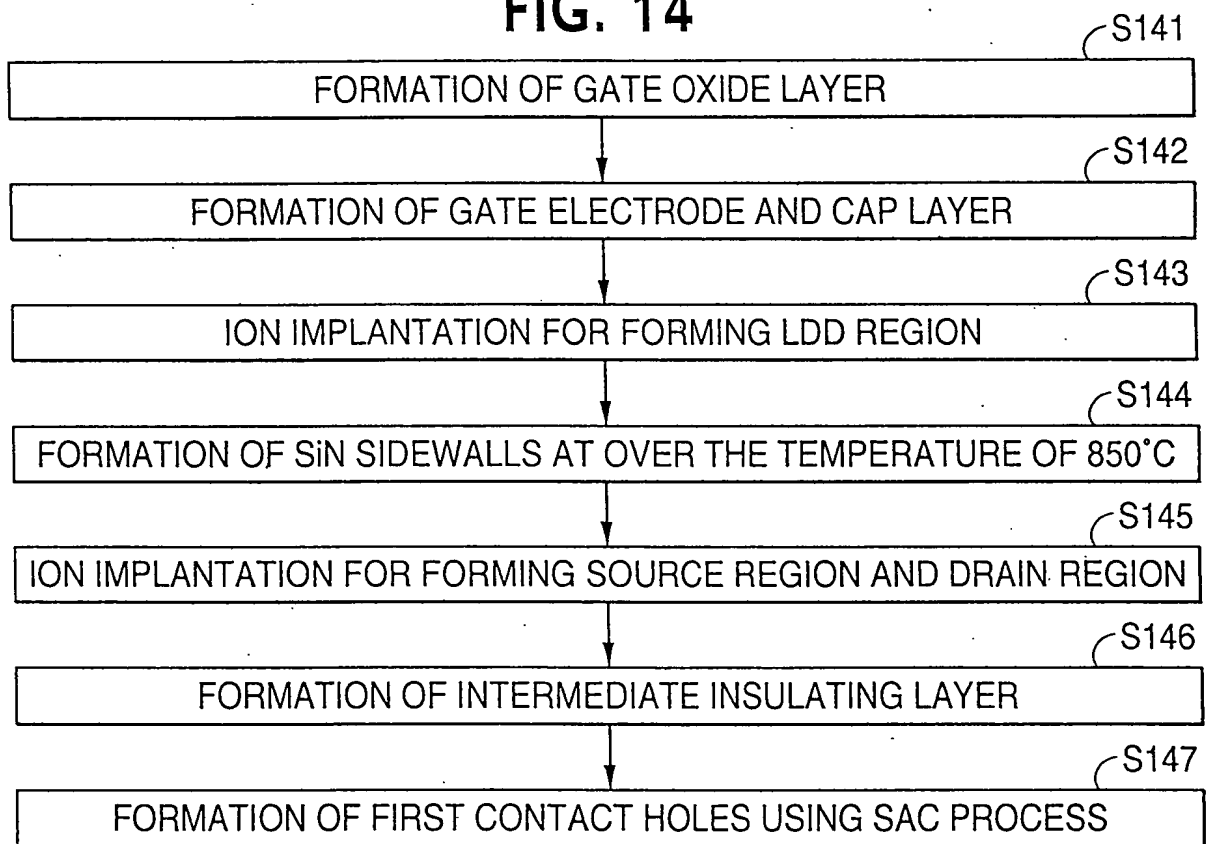 FIG. 14
S141
FORMATION OF GATE OXIDE LAYER
S142
FORMATION OF GATE ELECTRODE AND CAP LAYER
S143
ION IMPLANTATION FOR FORMING LDD REGION
S144
FORMATION OF SiN SIDEWALLS AT OVER THE TEMPERATURE OF 850°C
S145
ION IMPLANTATION FOR FORMING SOURCE REGION AND DRAIN REGION
S146
FORMATION OF INTERMEDIATE INSULATING LAYER
S147
FORMATION OF FIRST CONTACT HOLES USING SAC PROCESS